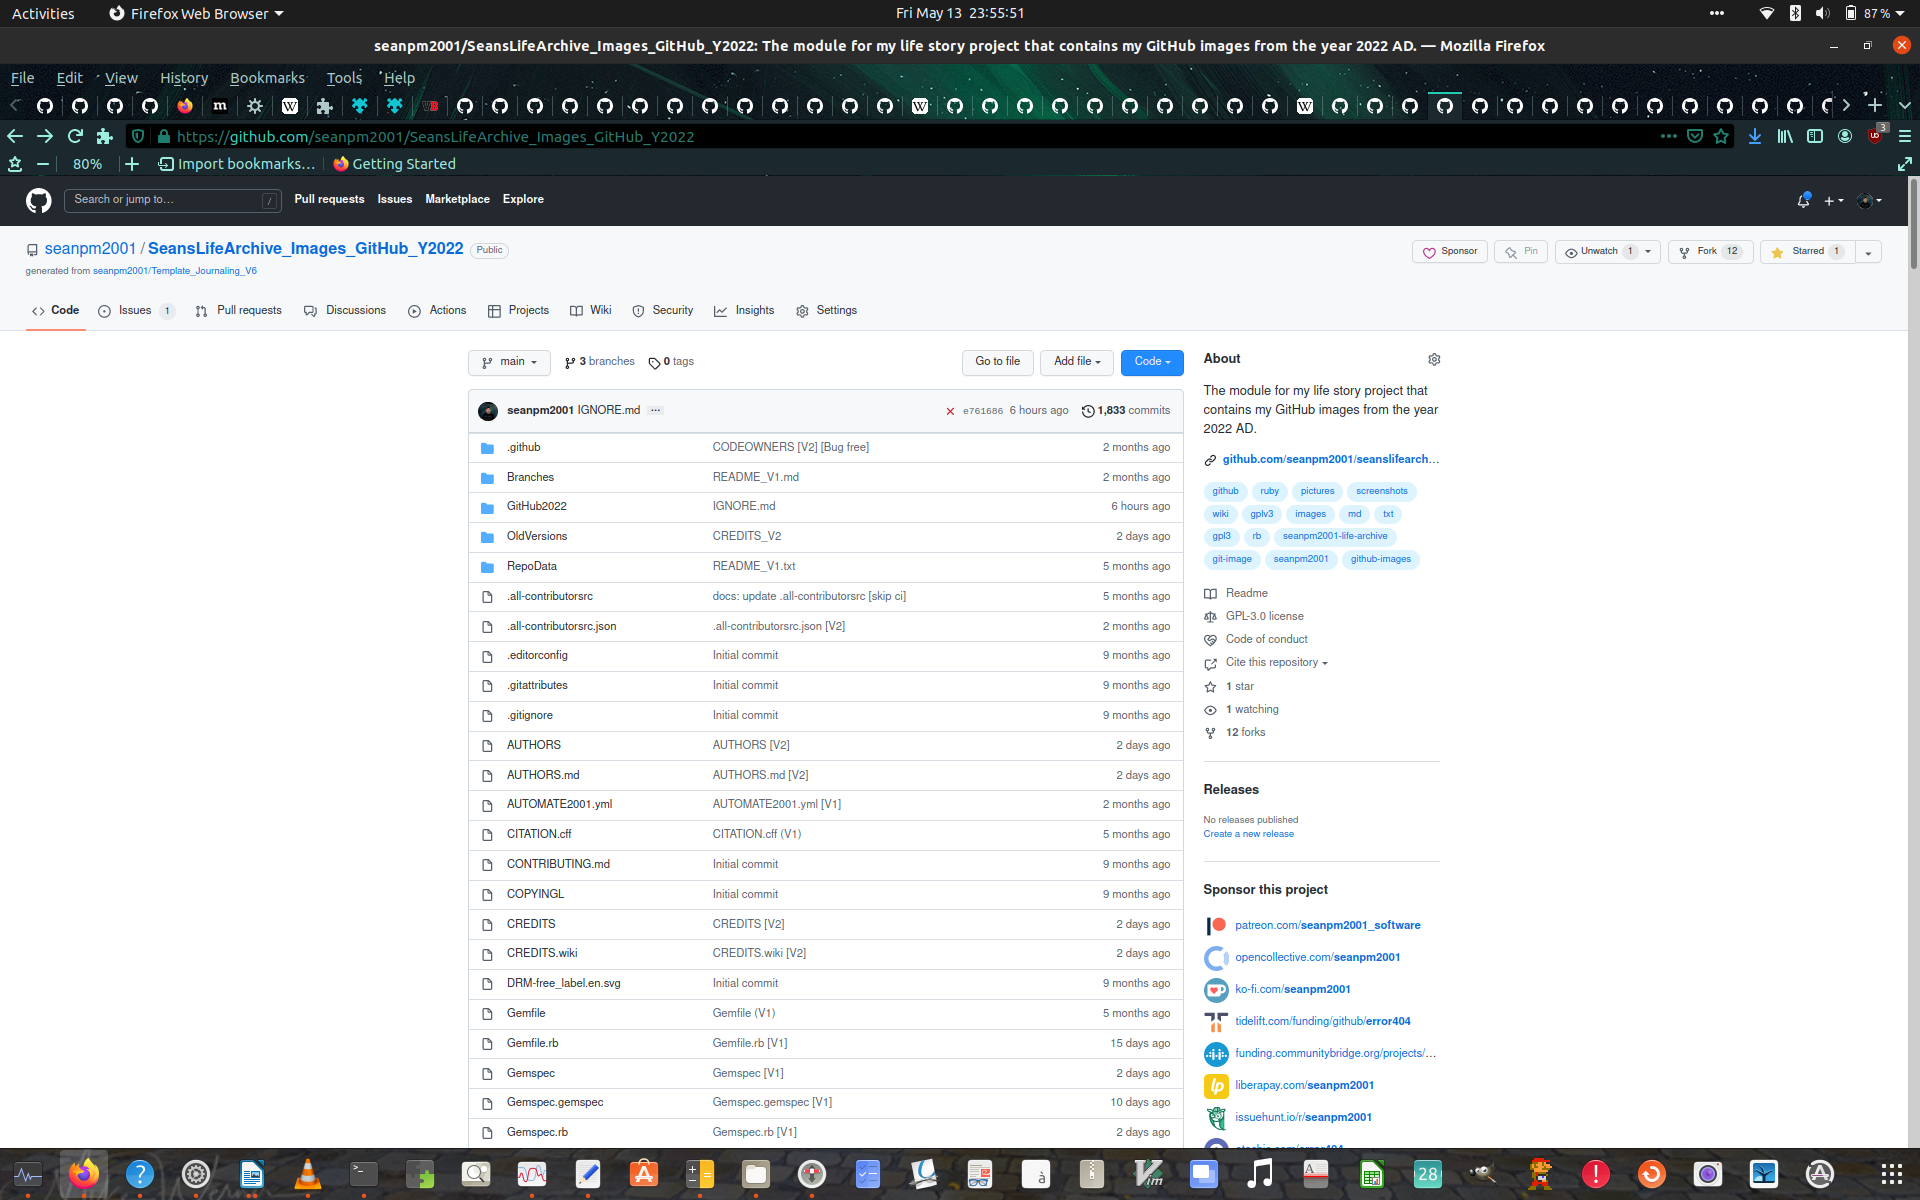 Activities Firefox Web Browser Fri May 13 23:55:51 87 %
seanpm2001/SeansLifeArchive_Images_GitHub_Y2022: The module for my life story project that contains my GitHub images from the year 2022 AD. — Mozilla Firefox
File Edit View History Bookmarks Tools Help
https://github.com/seanpm2001/SeansLifeArchive_Images_GitHub_Y2022 3
80% Import bookmarks... Getting Started
Search or jump to... / Pull requests Issues Marketplace Explore
seanpm2001 / SeansLifeArchive_Images_GitHub_Y2022 Public Sponsor Pin Unwatch 1 Fork 12 Starred 1
generated from seanpm2001/Template_Journaling_V6
Code Issues 1 Pull requests Discussions Actions Projects Wiki Security Insights Settings
main 3 branches 0 tags Go to file Add file Code
seanpm2001 IGNORE.md ... e761686 6 hours ago 1,833 commits
.github CODEOWNERS [V2] [Bug free] 2 months ago
Branches README_V1.md 2 months ago
GitHub2022 IGNORE.md 6 hours ago
OldVersions CREDITS_V2 2 days ago
RepoData README_V1.txt 5 months ago
.all-contributorsrc docs: update .all-contributorsrc [skip ci] 5 months ago
.all-contributorsrc.json .all-contributorsrc.json [V2] 2 months ago
.editorconfig Initial commit 9 months ago
.gitattributes Initial commit 9 months ago
.gitignore Initial commit 9 months ago
AUTHORS AUTHORS [V2] 2 days ago
AUTHORS.md AUTHORS.md [V2] 2 days ago
AUTOMATE2001.yml AUTOMATE2001.yml [V1] 2 months ago
CITATION.cff CITATION.cff (V1) 5 months ago
CONTRIBUTING.md Initial commit 9 months ago
COPYINGL Initial commit 9 months ago
CREDITS CREDITS [V2] 2 days ago
CREDITS.wiki CREDITS.wiki [V2] 2 days ago
DRM-free_label.en.svg Initial commit 9 months ago
Gemfile Gemfile (V1) 5 months ago
Gemfile.rb Gemfile.rb [V1] 15 days ago
Gemspec Gemspec [V1] 2 days ago
Gemspec.gemspec Gemspec.gemspec [V1] 10 days ago
Gemspec.rb Gemspec.rb [V1] 2 days ago
About
The module for my life story project that
contains my GitHub images from the year
2022 AD.
github.com/seanpm2001/seanslifearch...
github ruby pictures screenshots
wiki gplv3 images md txt
gpl3 rb seanpm2001-life-archive
git-image seanpm2001 github-images
Readme
GPL-3.0 license
Code of conduct
Cite this repository
1 star
1 watching
12 forks
Releases
No releases published
Create a new release
Sponsor this project
patreon.com/seanpm2001_software
opencollective.com/seanpm2001
ko-fi.com/seanpm2001
tidelift.com/funding/github/error404
funding.communitybridge.org/projects/...
liberapay.com/seanpm2001
issuehunt.io/r/seanpm2001
28